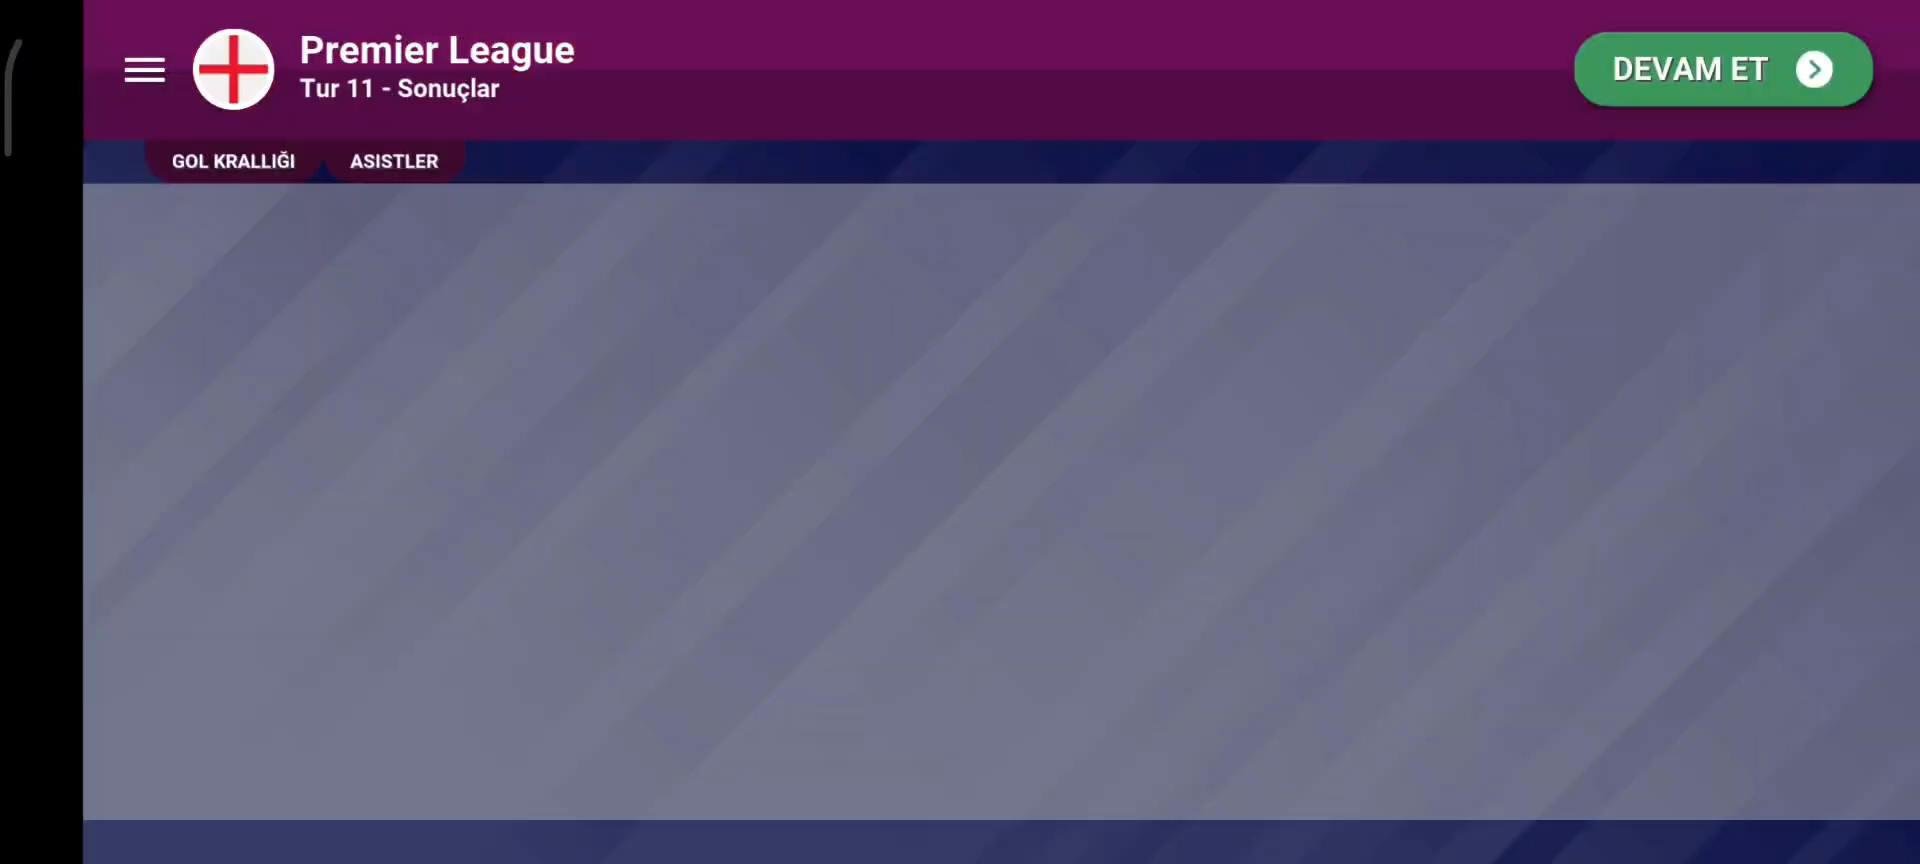 Premier League
Tur 11 - Sonuçlar
DEVAM ET
GOL KRALLIĞI
ASISTLER